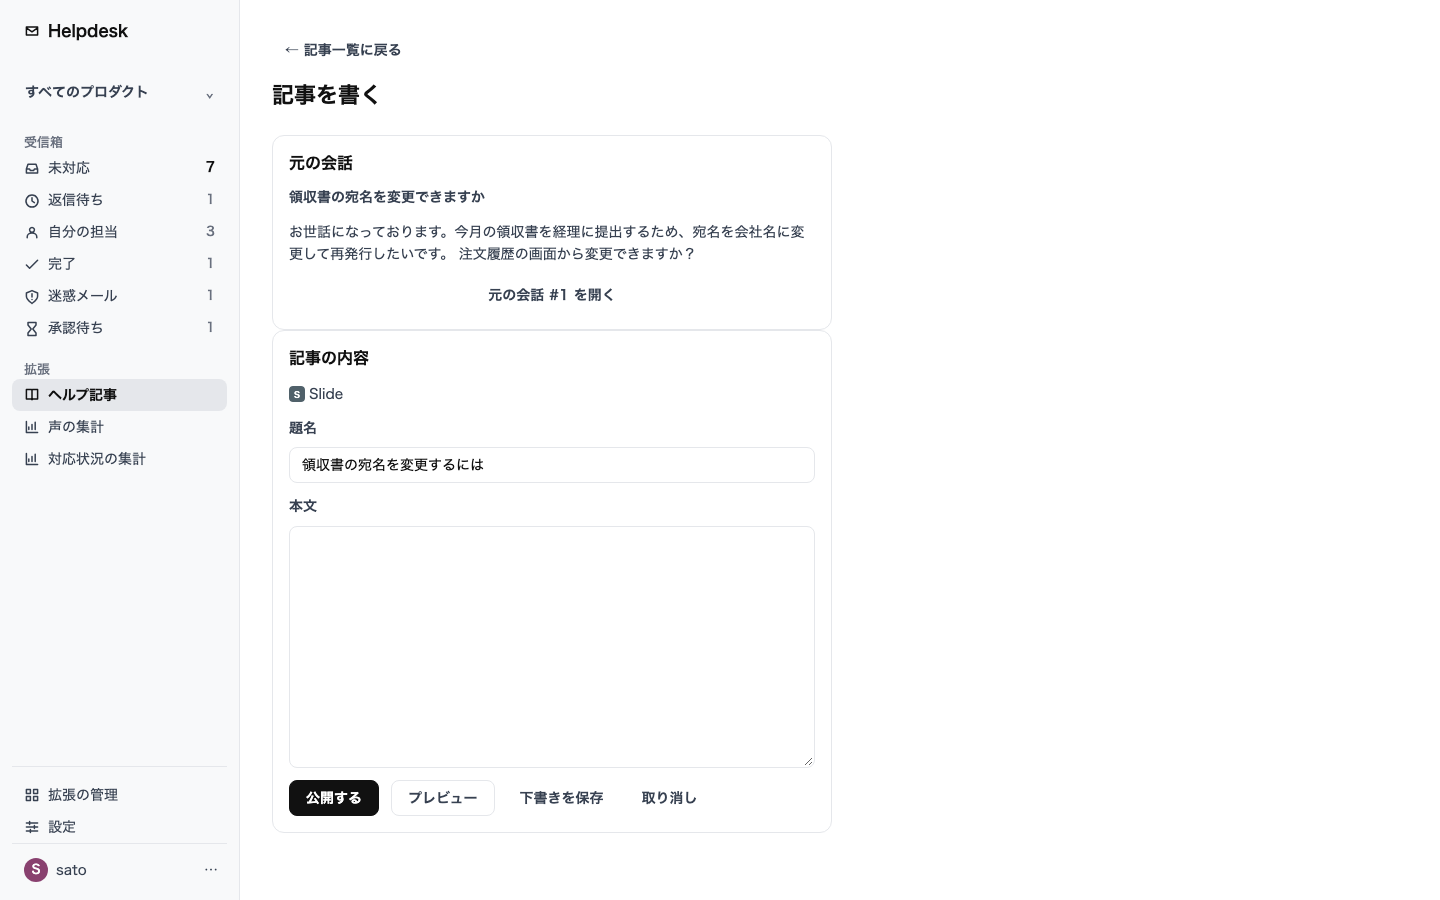 Helpdesk
すべてのプロダクト
受信箱
未対応 7
返信待ち 1
自分の担当 3
完了 1
迷惑メール 1
承認待ち 1
拡張
ヘルプ記事
声の集計
対応状況の集計
拡張の管理
設定
S sato ...
← 記事一覧に戻る
記事を書く
元の会話
領収書の宛名を変更できますか
お世話になっております。今月の領収書を経理に提出するため、宛名を会社名に変
更して再発行したいです。 注文履歴の画面から変更できますか？
元の会話 #1 を開く
記事の内容
S Slide
題名
領収書の宛名を変更するには
本文
公開する プレビュー 下書きを保存 取り消し